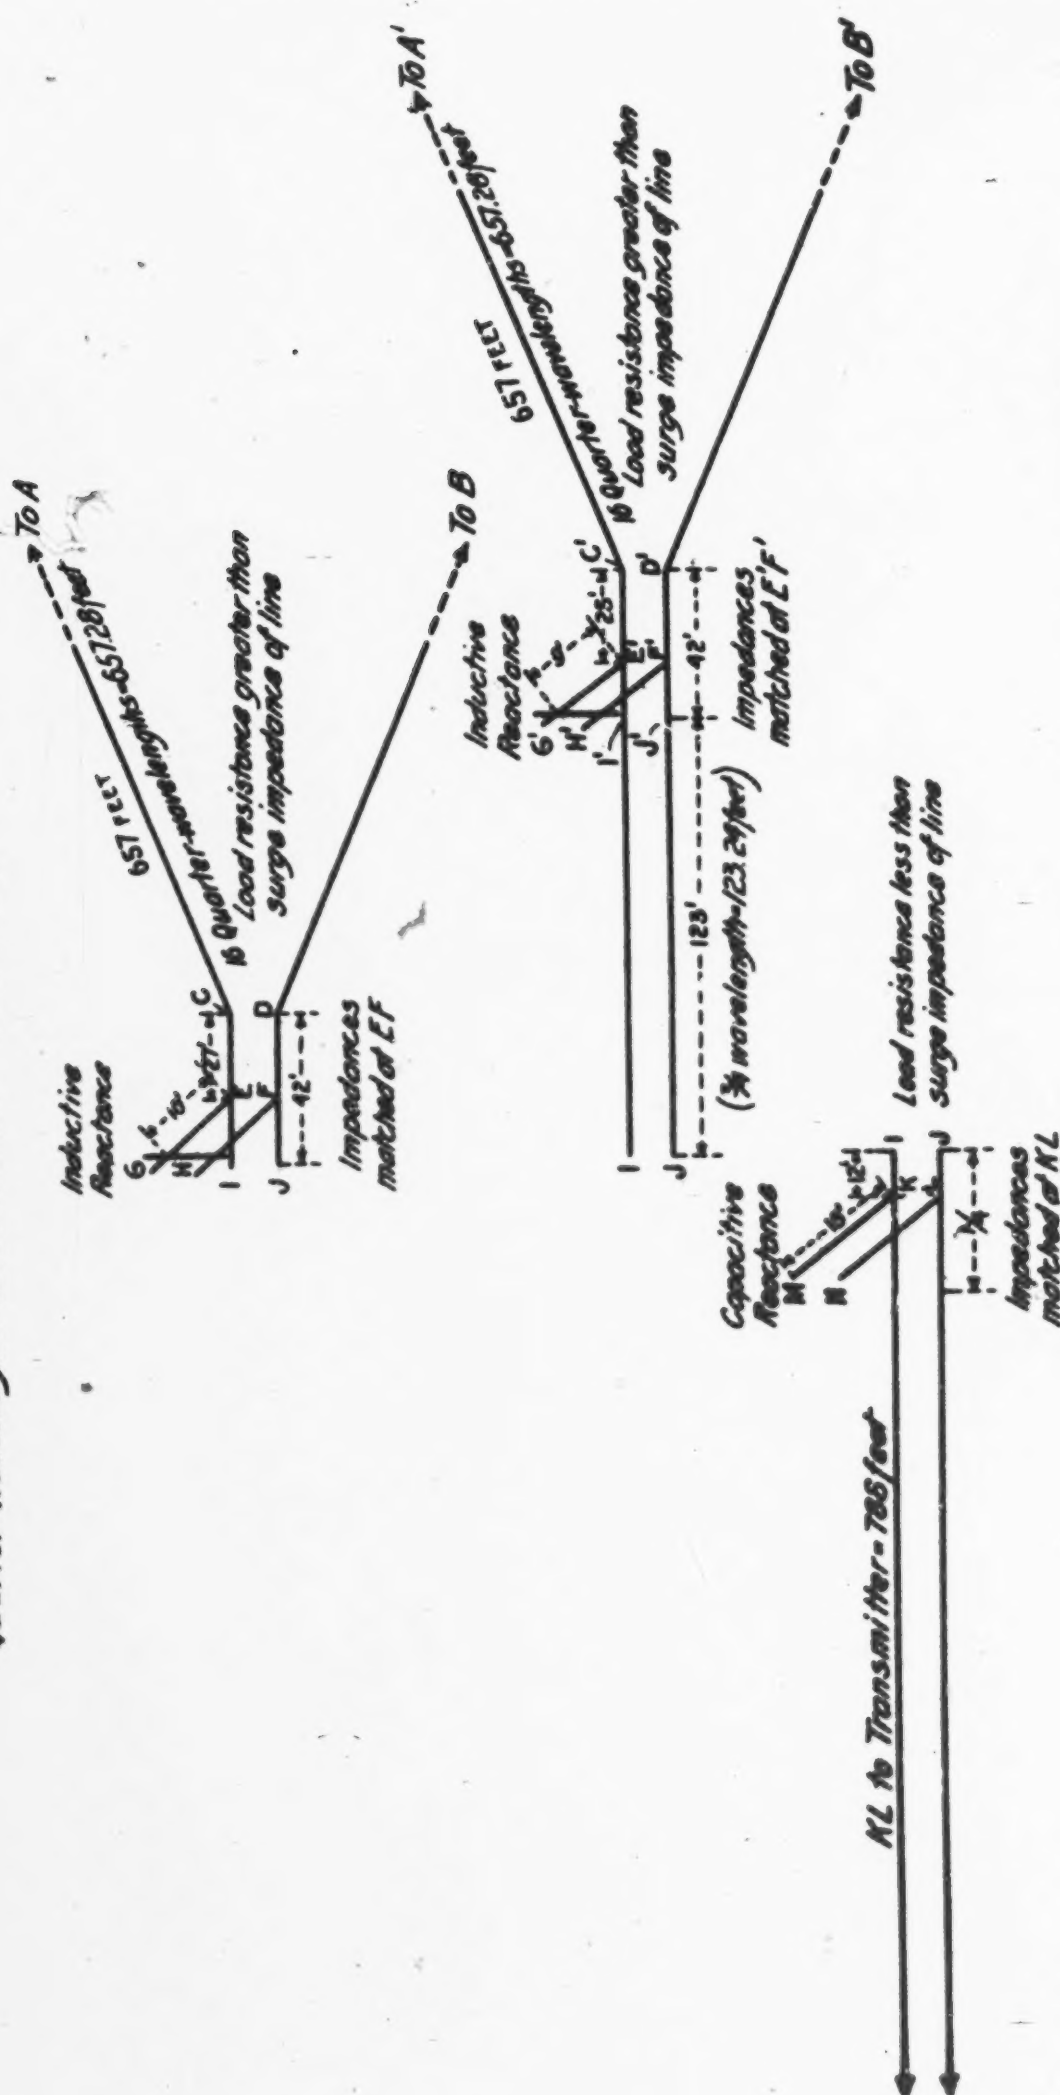 To A
657 FEET
16 Quarter-wavelengths=657.28 feet
Load resistance greater than
surge impedance of line
Inductive
Reactance
G
H
I
J
E
F
C
D
42'
Impedances
matched at EF
To B
To A'
657 FEET
16 Quarter-wavelengths=657.28 feet
Load resistance greater than
surge impedance of line
Inductive
Reactance
G'
H'
I'
J'
E'
F'
C'
D'
25'
42'
Impedances
matched at E'F'
To B'
123'
(¾ wavelength=123.24 feet)
I
J
Capacitive
Reactance
M
N
12'
I
J
K
L
Load resistance less than
surge impedance of line
Impedances
matched at KL
KL to Transmitter=785 feet